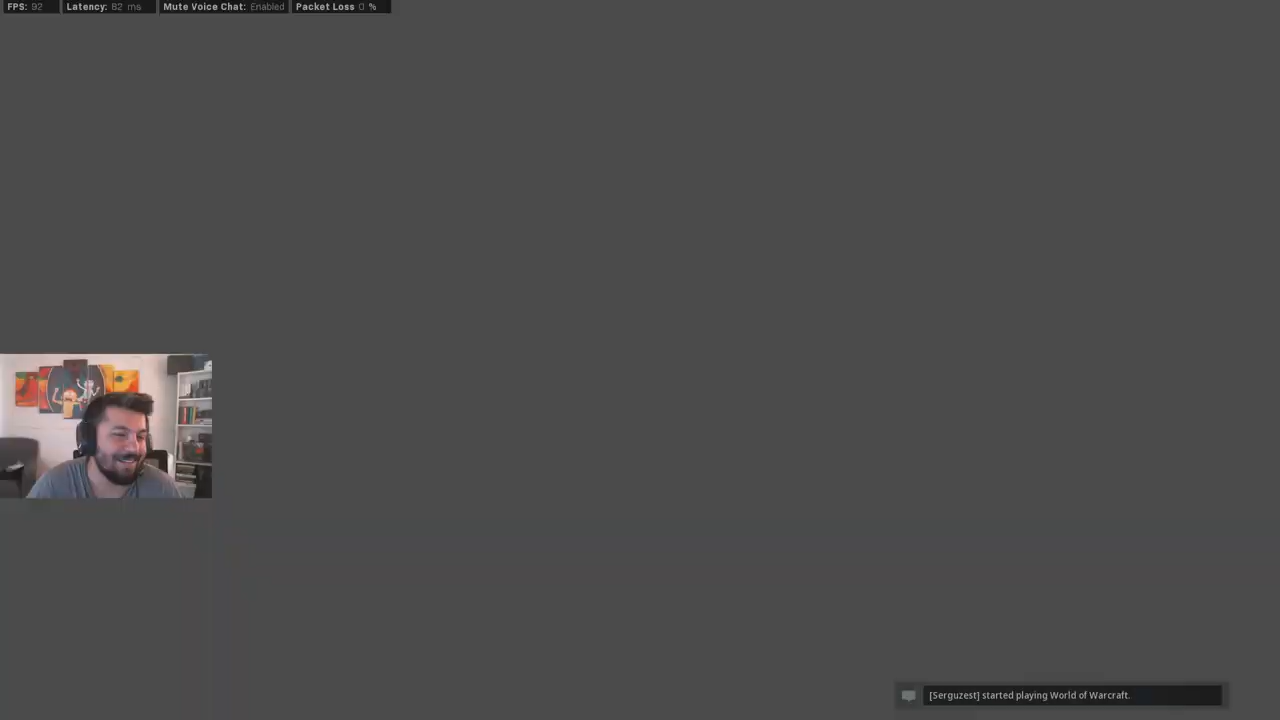 FPS: 92 Latency: 82 ms Mute Voice Chat: Enabled Packet Loss 0 %
[Serguzest] started playing World of Warcraft.